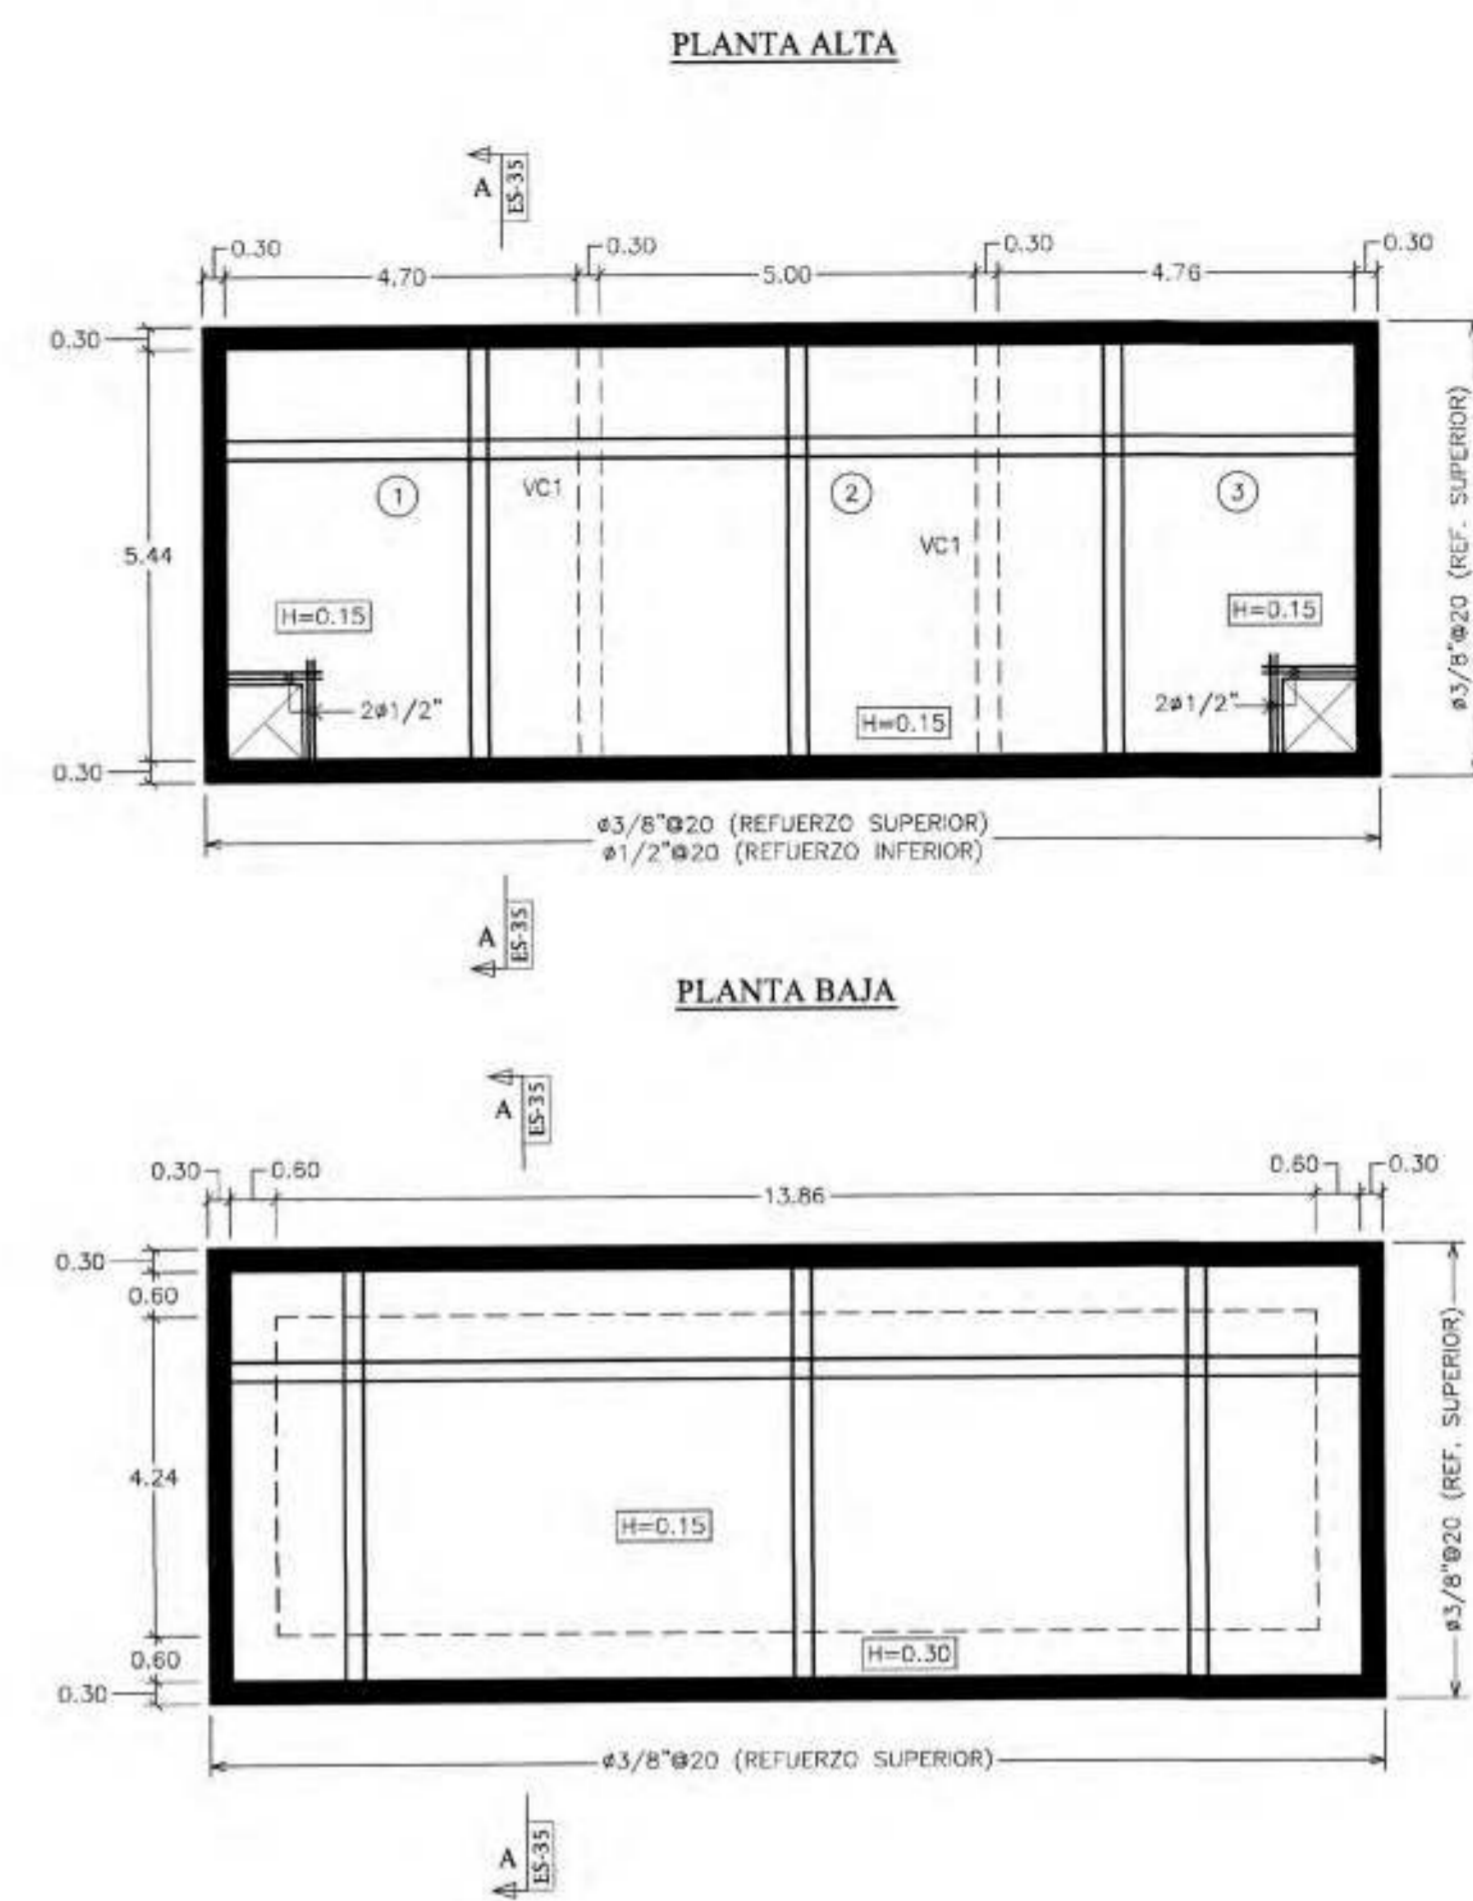 PLANTA ALTA
A
ES-35
0.30
0.30
0.30
0.30
4.70
5.00
4.76
0.30
5.44
0.30
VC1
1
2
3
VC1
H=0.15
H=0.15
H=0.15
2ø1/2"
2ø1/2"
ø3/8"@20 (REF. SUPERIOR)
ø3/8"@20 (REFUERZO SUPERIOR)
ø1/2"@20 (REFUERZO INFERIOR)
A
ES-35
PLANTA BAJA
A
ES-35
0.30
0.60
13.86
0.60
0.30
0.30
0.60
4.24
0.60
0.30
H=0.15
H=0.30
ø3/8"@20 (REF. SUPERIOR)
ø3/8"@20 (REFUERZO SUPERIOR)
A
ES-35